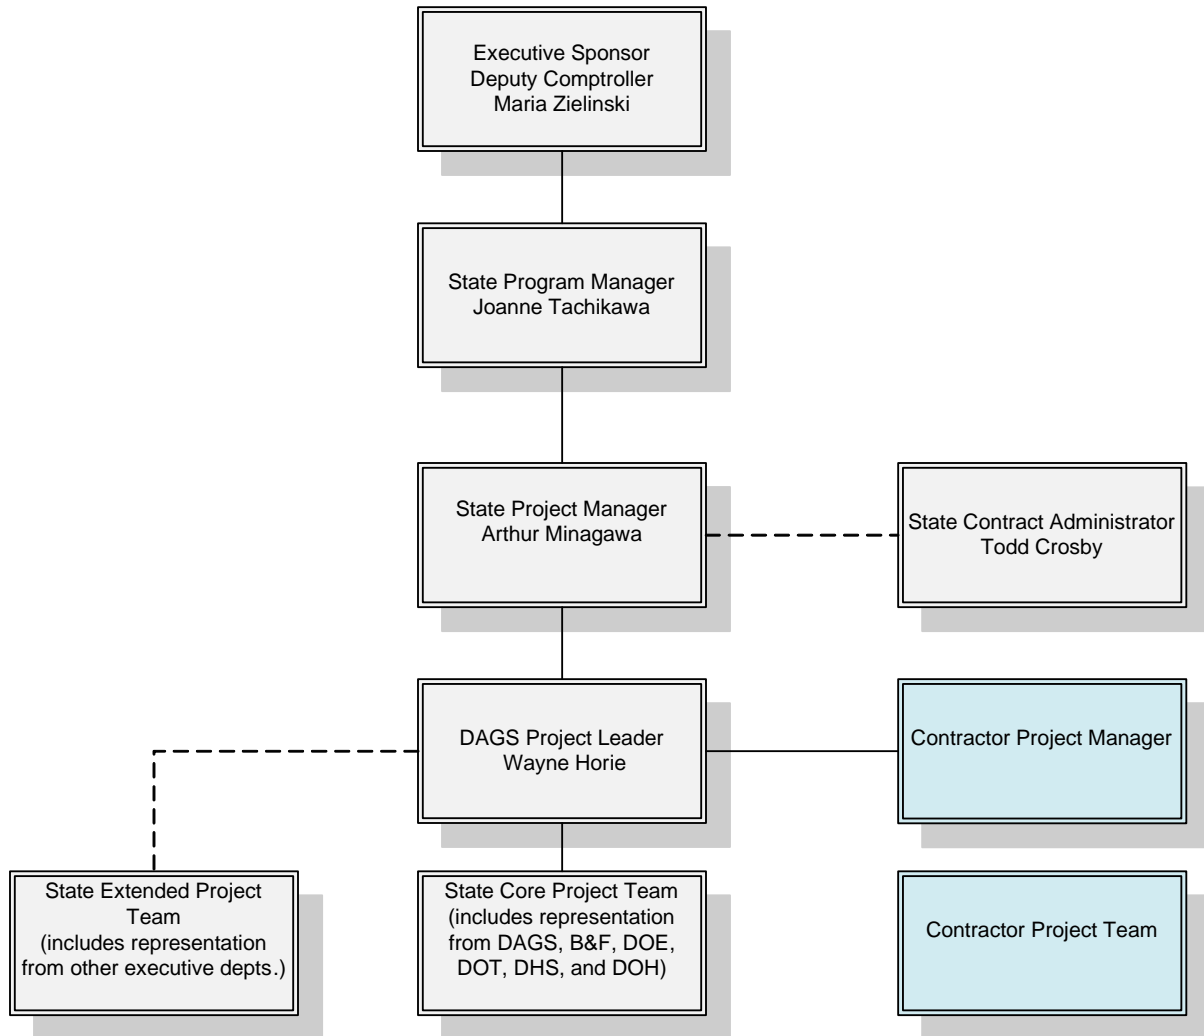 Executive Sponsor
Deputy Comptroller
Maria Zielinski
State Program Manager
Joanne Tachikawa
State Project Manager
Arthur Minagawa
State Contract Administrator
Todd Crosby
DAGS Project Leader
Wayne Horie
Contractor Project Manager
State Extended Project
Team
(includes representation
from other executive depts.)
State Core Project Team
(includes representation
from DAGS, B&F, DOE,
DOT, DHS, and DOH)
Contractor Project Team